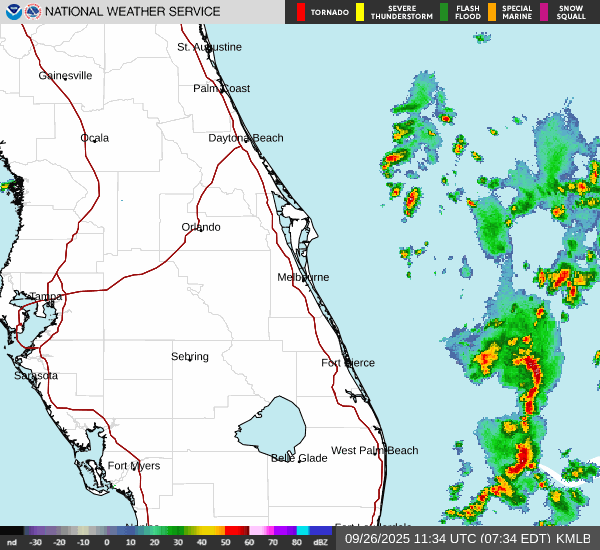 NATIONAL WEATHER SERVICE
TORNADO
SEVERE THUNDERSTORM
FLASH FLOOD
SPECIAL MARINE
SNOW SQUALL
St. Augustine
Gainesville
Palm Coast
Ocala
Daytona Beach
Orlando
Melbourne
Tampa
Sebring
Fort Pierce
Sarasota
West Palm Beach
Belle Glade
Fort Myers
nd -30 -20 -10 0 10 20 30 40 50 60 70 80 dBZ
09/26/2025 11:34 UTC (07:34 EDT) KMLB